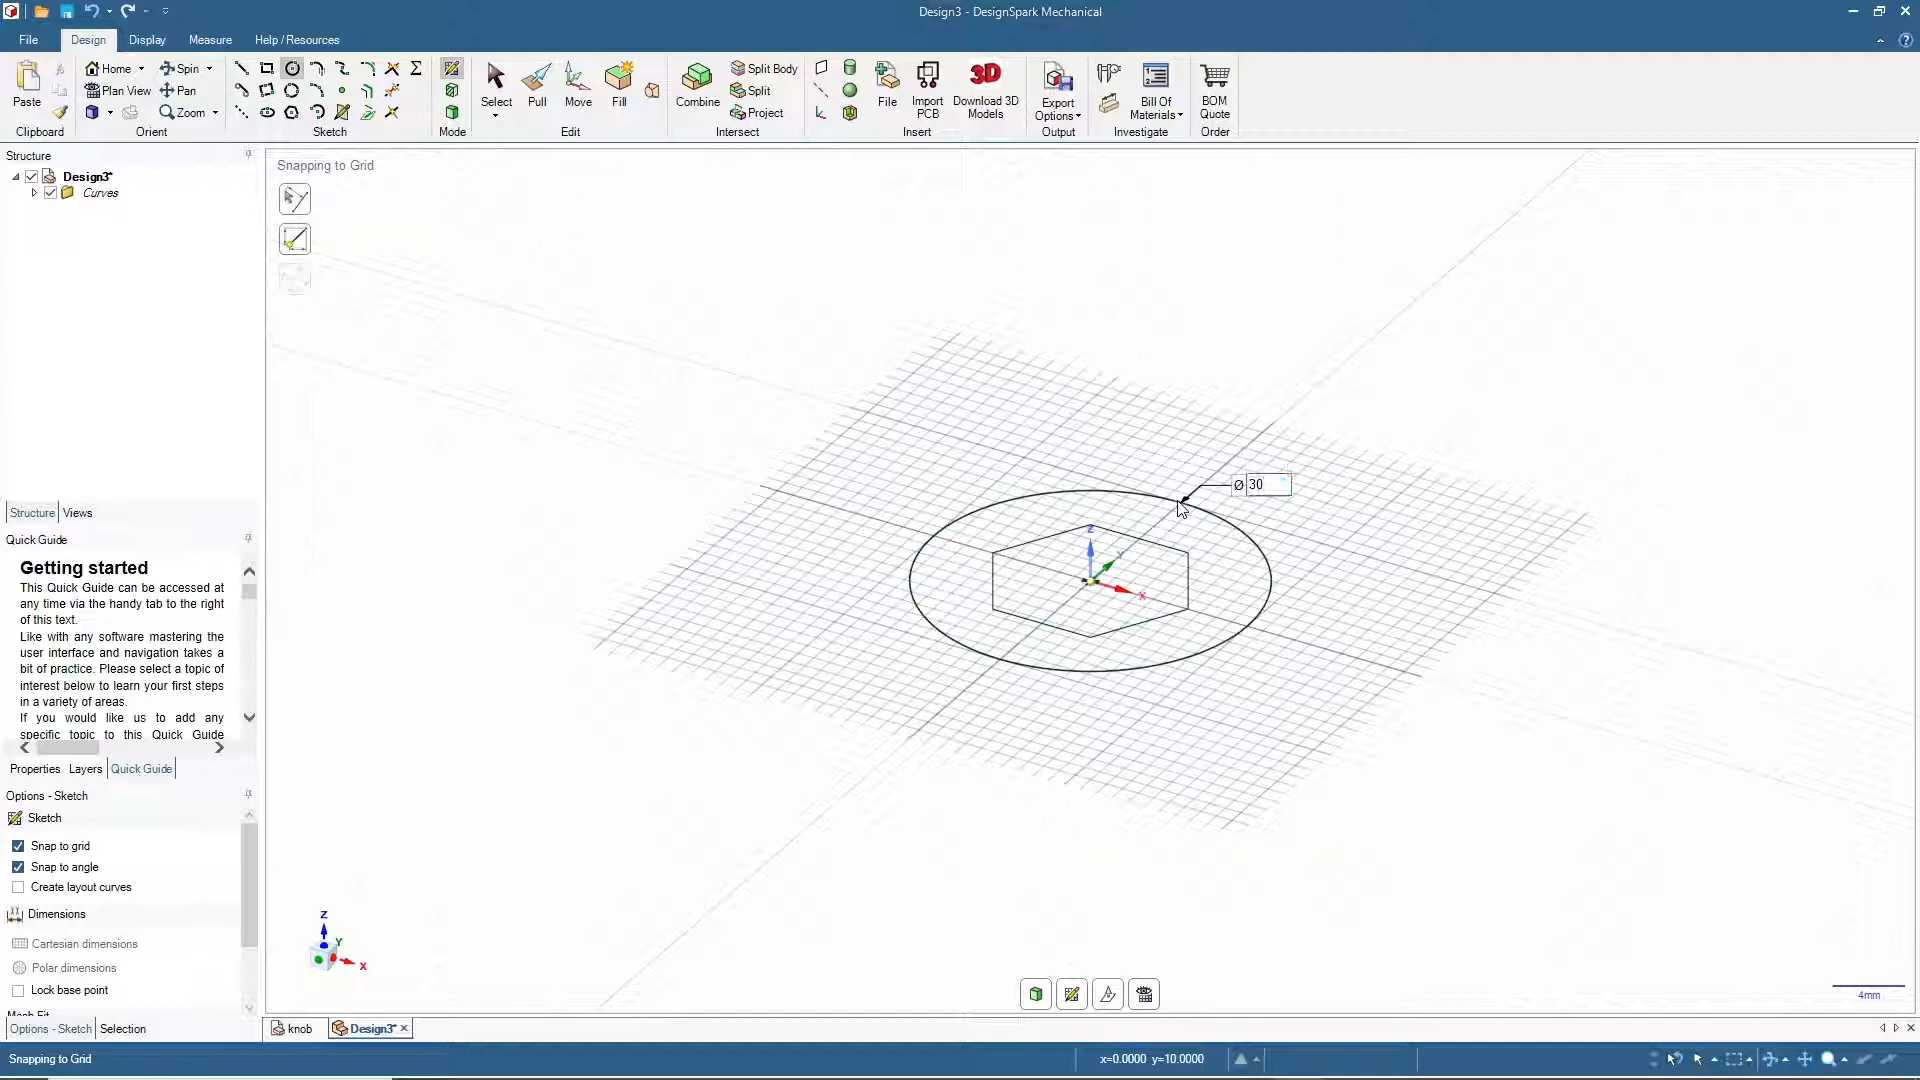 Design3 - DesignSpark Mechanical
File
Design
Display
Measure
Help / Resources
Paste
Clipboard
Home
Spin
Plan View
Pan
Zoom
Orient
Sketch
Mode
Select
Pull
Move
Fill
Edit
Combine
Split Body
Split
Project
Intersect
File
Import
PCB
Download 3D
Models
3D
Insert
Export
Options
Output
Bill Of
Materials
Investigate
BOM
Quote
Order
Structure
Design3*
Curves
Snapping to Grid
Ø 30
Z
Y
X
Structure
Views
Quick Guide
Getting started
This Quick Guide can be accessed at
any time via the handy tab to the right
of this text.
Like with any software mastering the
user interface and navigation takes a
bit of practice. Please select a topic of
interest below to learn your first steps
in a variety of areas.
If you would like us to add any
specific topic to this Quick Guide
Properties
Layers
Quick Guide
Options - Sketch
Sketch
Snap to grid
Snap to angle
Create layout curves
Dimensions
Cartesian dimensions
Polar dimensions
Lock base point
Options - Sketch
Selection
Z
Y
X
4mm
knob
Design3*
Snapping to Grid
x=0.0000 y=10.0000